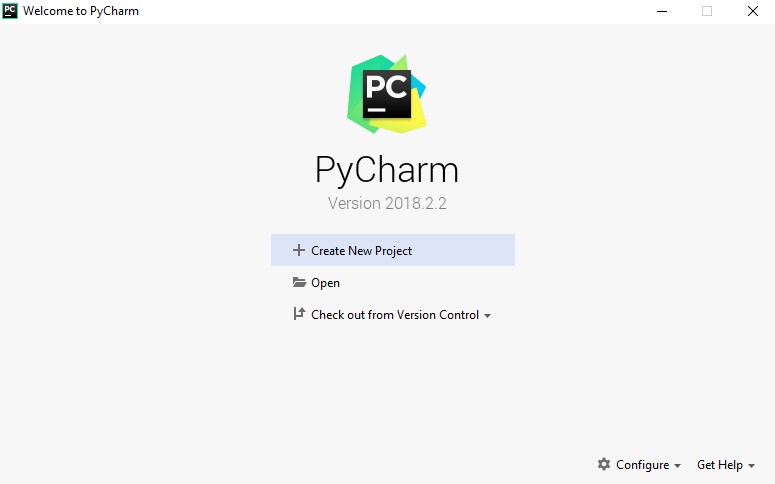 PC
Welcome to PyCharm
PC
PyCharm
Version 2018.2.2
Create New Project
Open
Check out from Version Control
Configure
Get Help